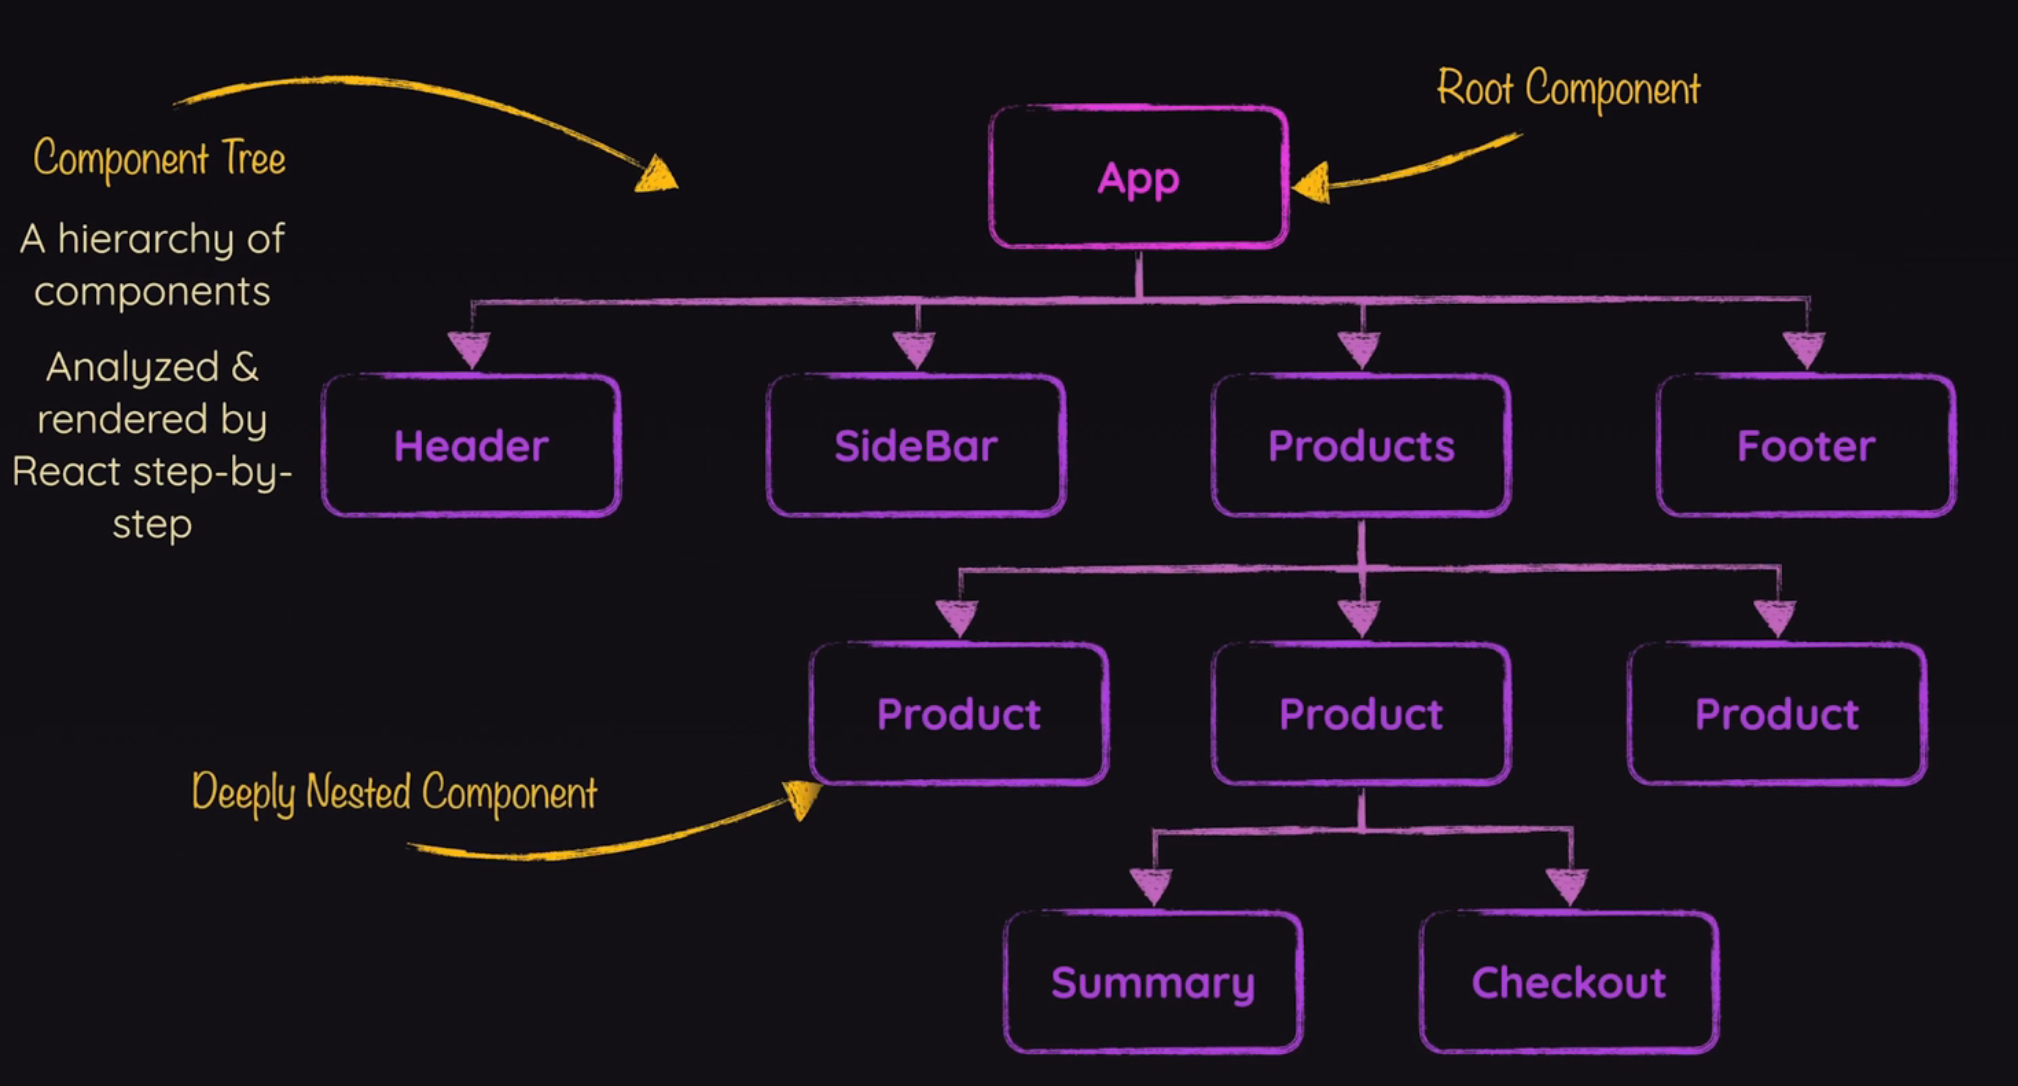 Root Component
App
Component Tree
A hierarchy of
components
Analyzed &
rendered by
React step-by-
step
Header
SideBar
Products
Footer
Product
Product
Product
Deeply Nested Component
Summary
Checkout